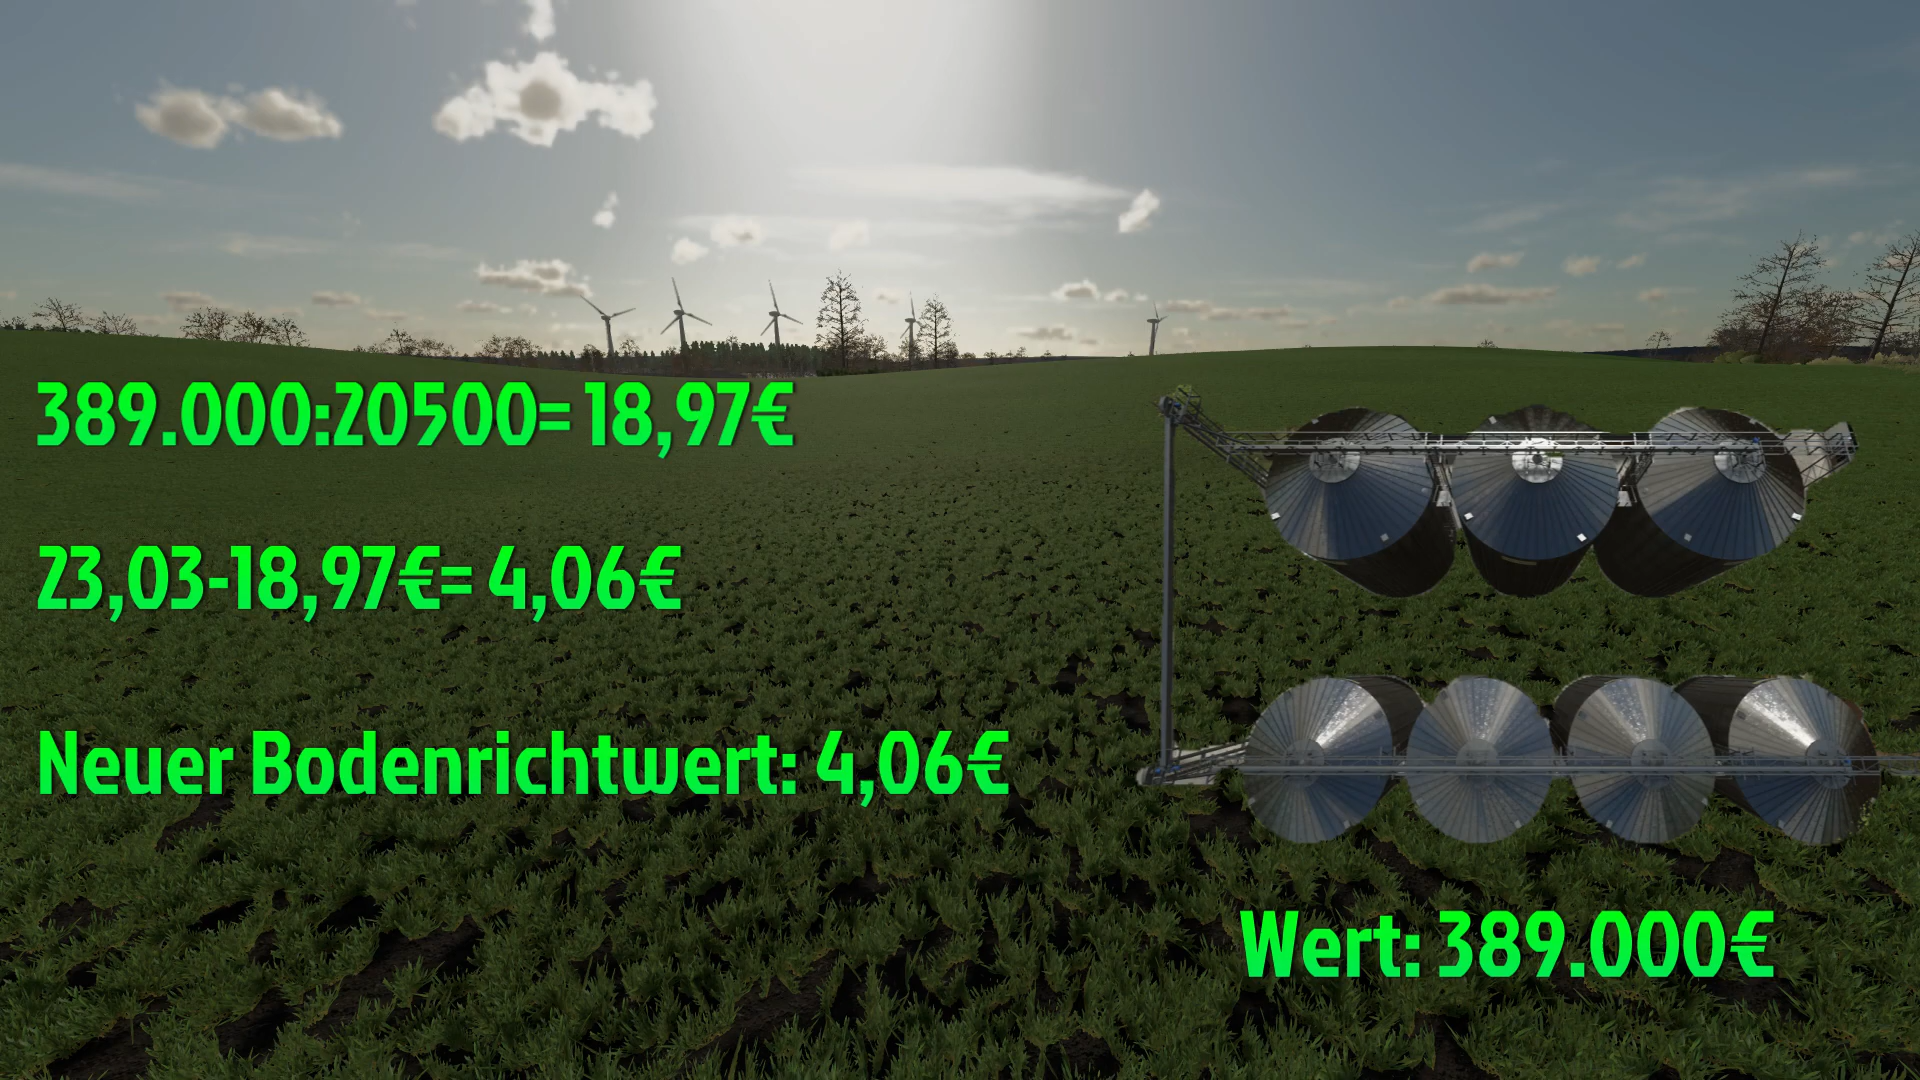 389.000:20500= 18,97€
23,03-18,97€= 4,06€
Neuer Bodenrichtwert: 4,06€
Wert: 389.000€